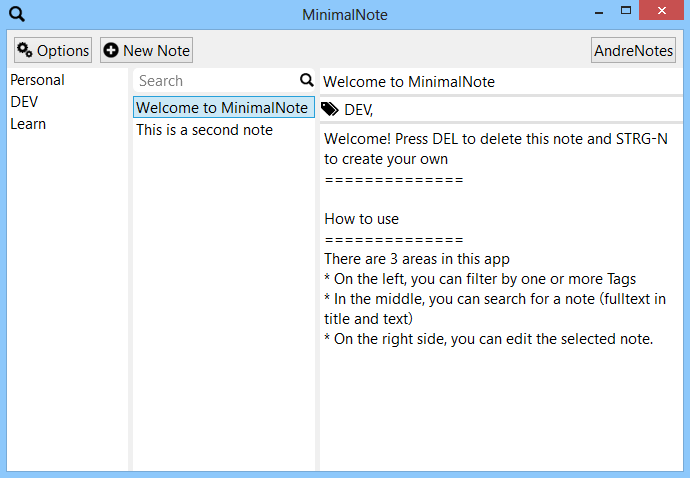 MinimalNote
Options
New Note
AndreNotes
Personal
DEV
Learn
Search
Welcome to MinimalNote
This is a second note
Welcome to MinimalNote
DEV,
Welcome! Press DEL to delete this note and STRG-N
to create your own
==============
How to use
==============
There are 3 areas in this app
* On the left, you can filter by one or more Tags
* In the middle, you can search for a note (fulltext in
title and text)
* On the right side, you can edit the selected note.